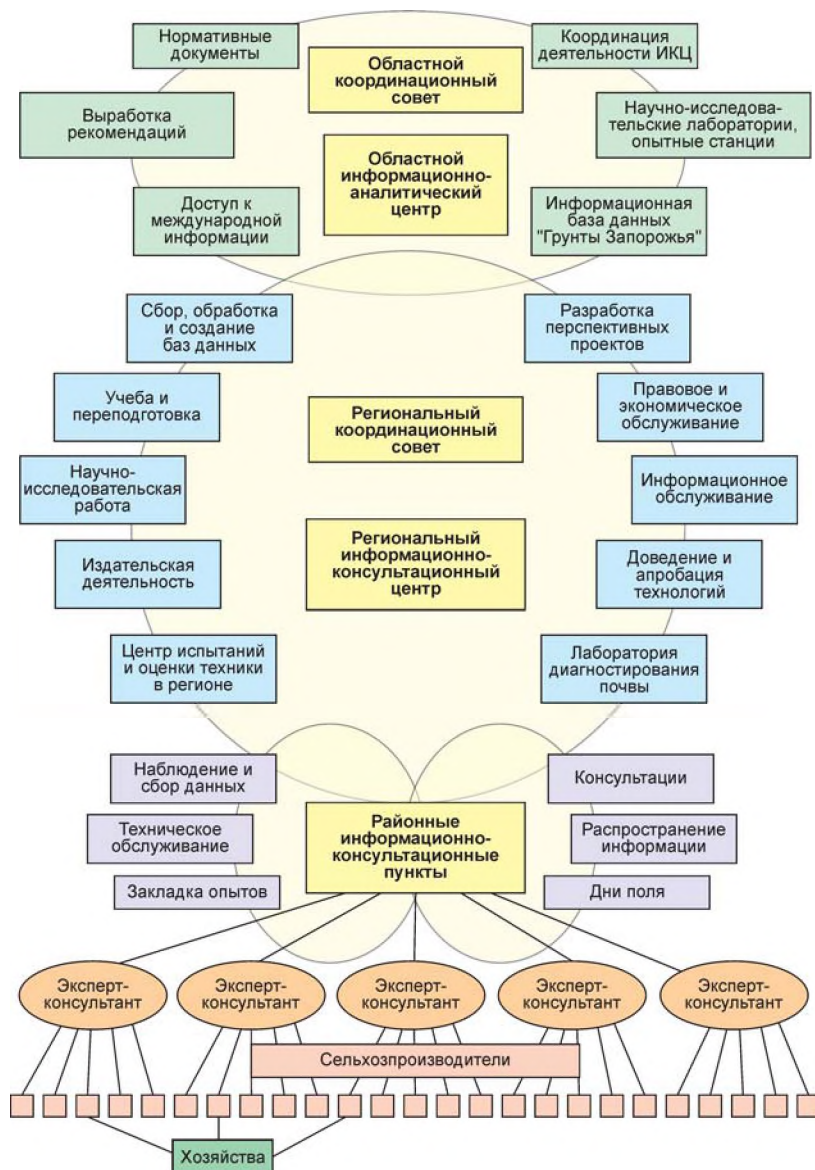 Нормативные
документы
Областной
координационный
совет
Координация
деятельности ИКЦ
Выработка
рекомендаций
Научно-исследова-
тельские лаборатории,
опытные станции
Областной
информационно-
аналитический
центр
Доступ к
международной
информации
Информационная
база данных
"Грунты Запорожья"
Сбор, обработка
и создание
баз данных
Разработка
перспективных
проектов
Учеба и
переподготовка
Региональный
координационный
совет
Правовое и
экономическое
обслуживание
Научно-
исследовательская
работа
Информационное
обслуживание
Издательская
деятельность
Региональный
информационно-
консультационный
центр
Доведение и
апробация
технологий
Центр испытаний
и оценки техники
в регионе
Лаборатория
диагностирования
почвы
Наблюдение и
сбор данных
Консультации
Техническое
обслуживание
Районные
информационно-
консультационные
пункты
Распространение
информации
Закладка опытов
Дни поля
Эксперт-
консультант
Эксперт-
консультант
Эксперт-
консультант
Эксперт-
консультант
Эксперт-
консультант
Сельхозпроизводители
Хозяйства